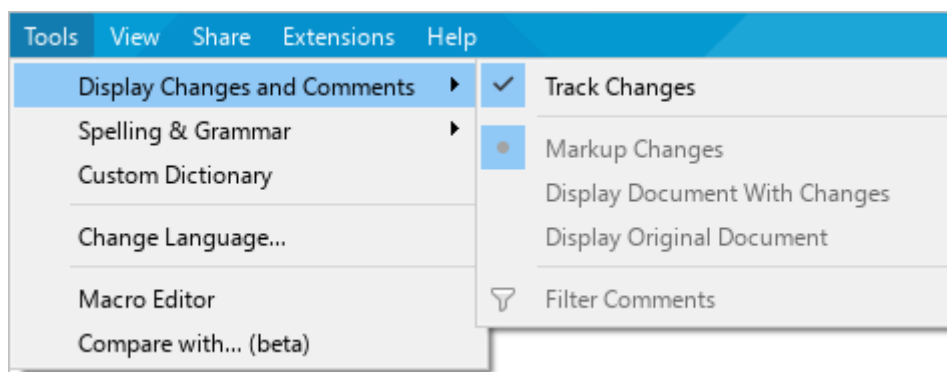 Tools View Share Extensions Help
Display Changes and Comments
Spelling & Grammar
Custom Dictionary
Change Language...
Macro Editor
Compare with... (beta)
Track Changes
Markup Changes
Display Document With Changes
Display Original Document
Filter Comments